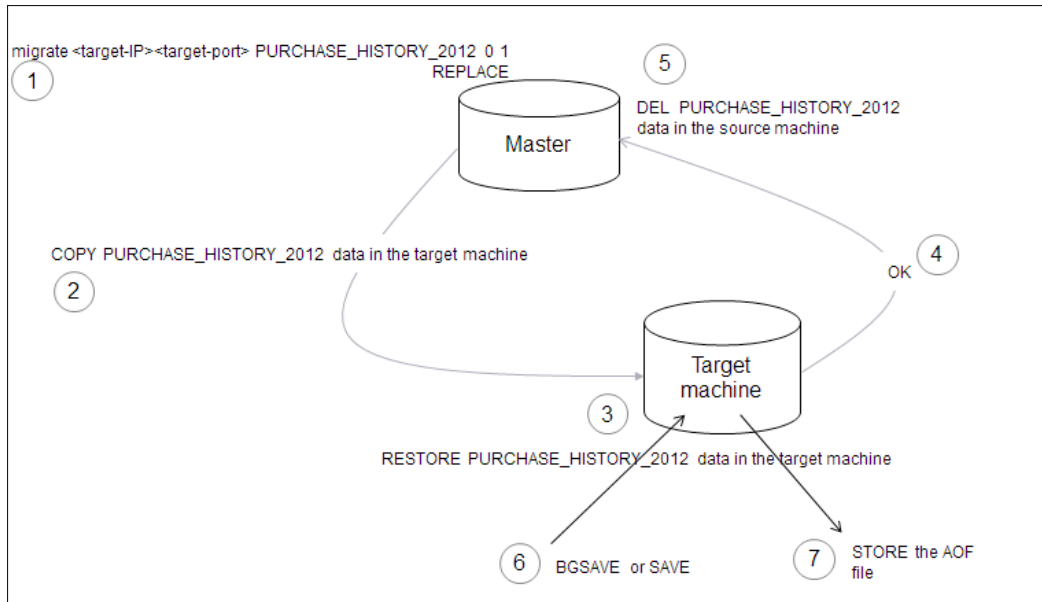 migrate <target-IP><target-port> PURCHASE_HISTORY_2012 0 1
REPLACE
1
5
DEL PURCHASE_HISTORY_2012
data in the source machine
Master
COPY PURCHASE_HISTORY_2012 data in the target machine
2
4
OK
Target
machine
3
RESTORE PURCHASE_HISTORY_2012 data in the target machine
6
BGSAVE or SAVE
7
STORE the AOF
file